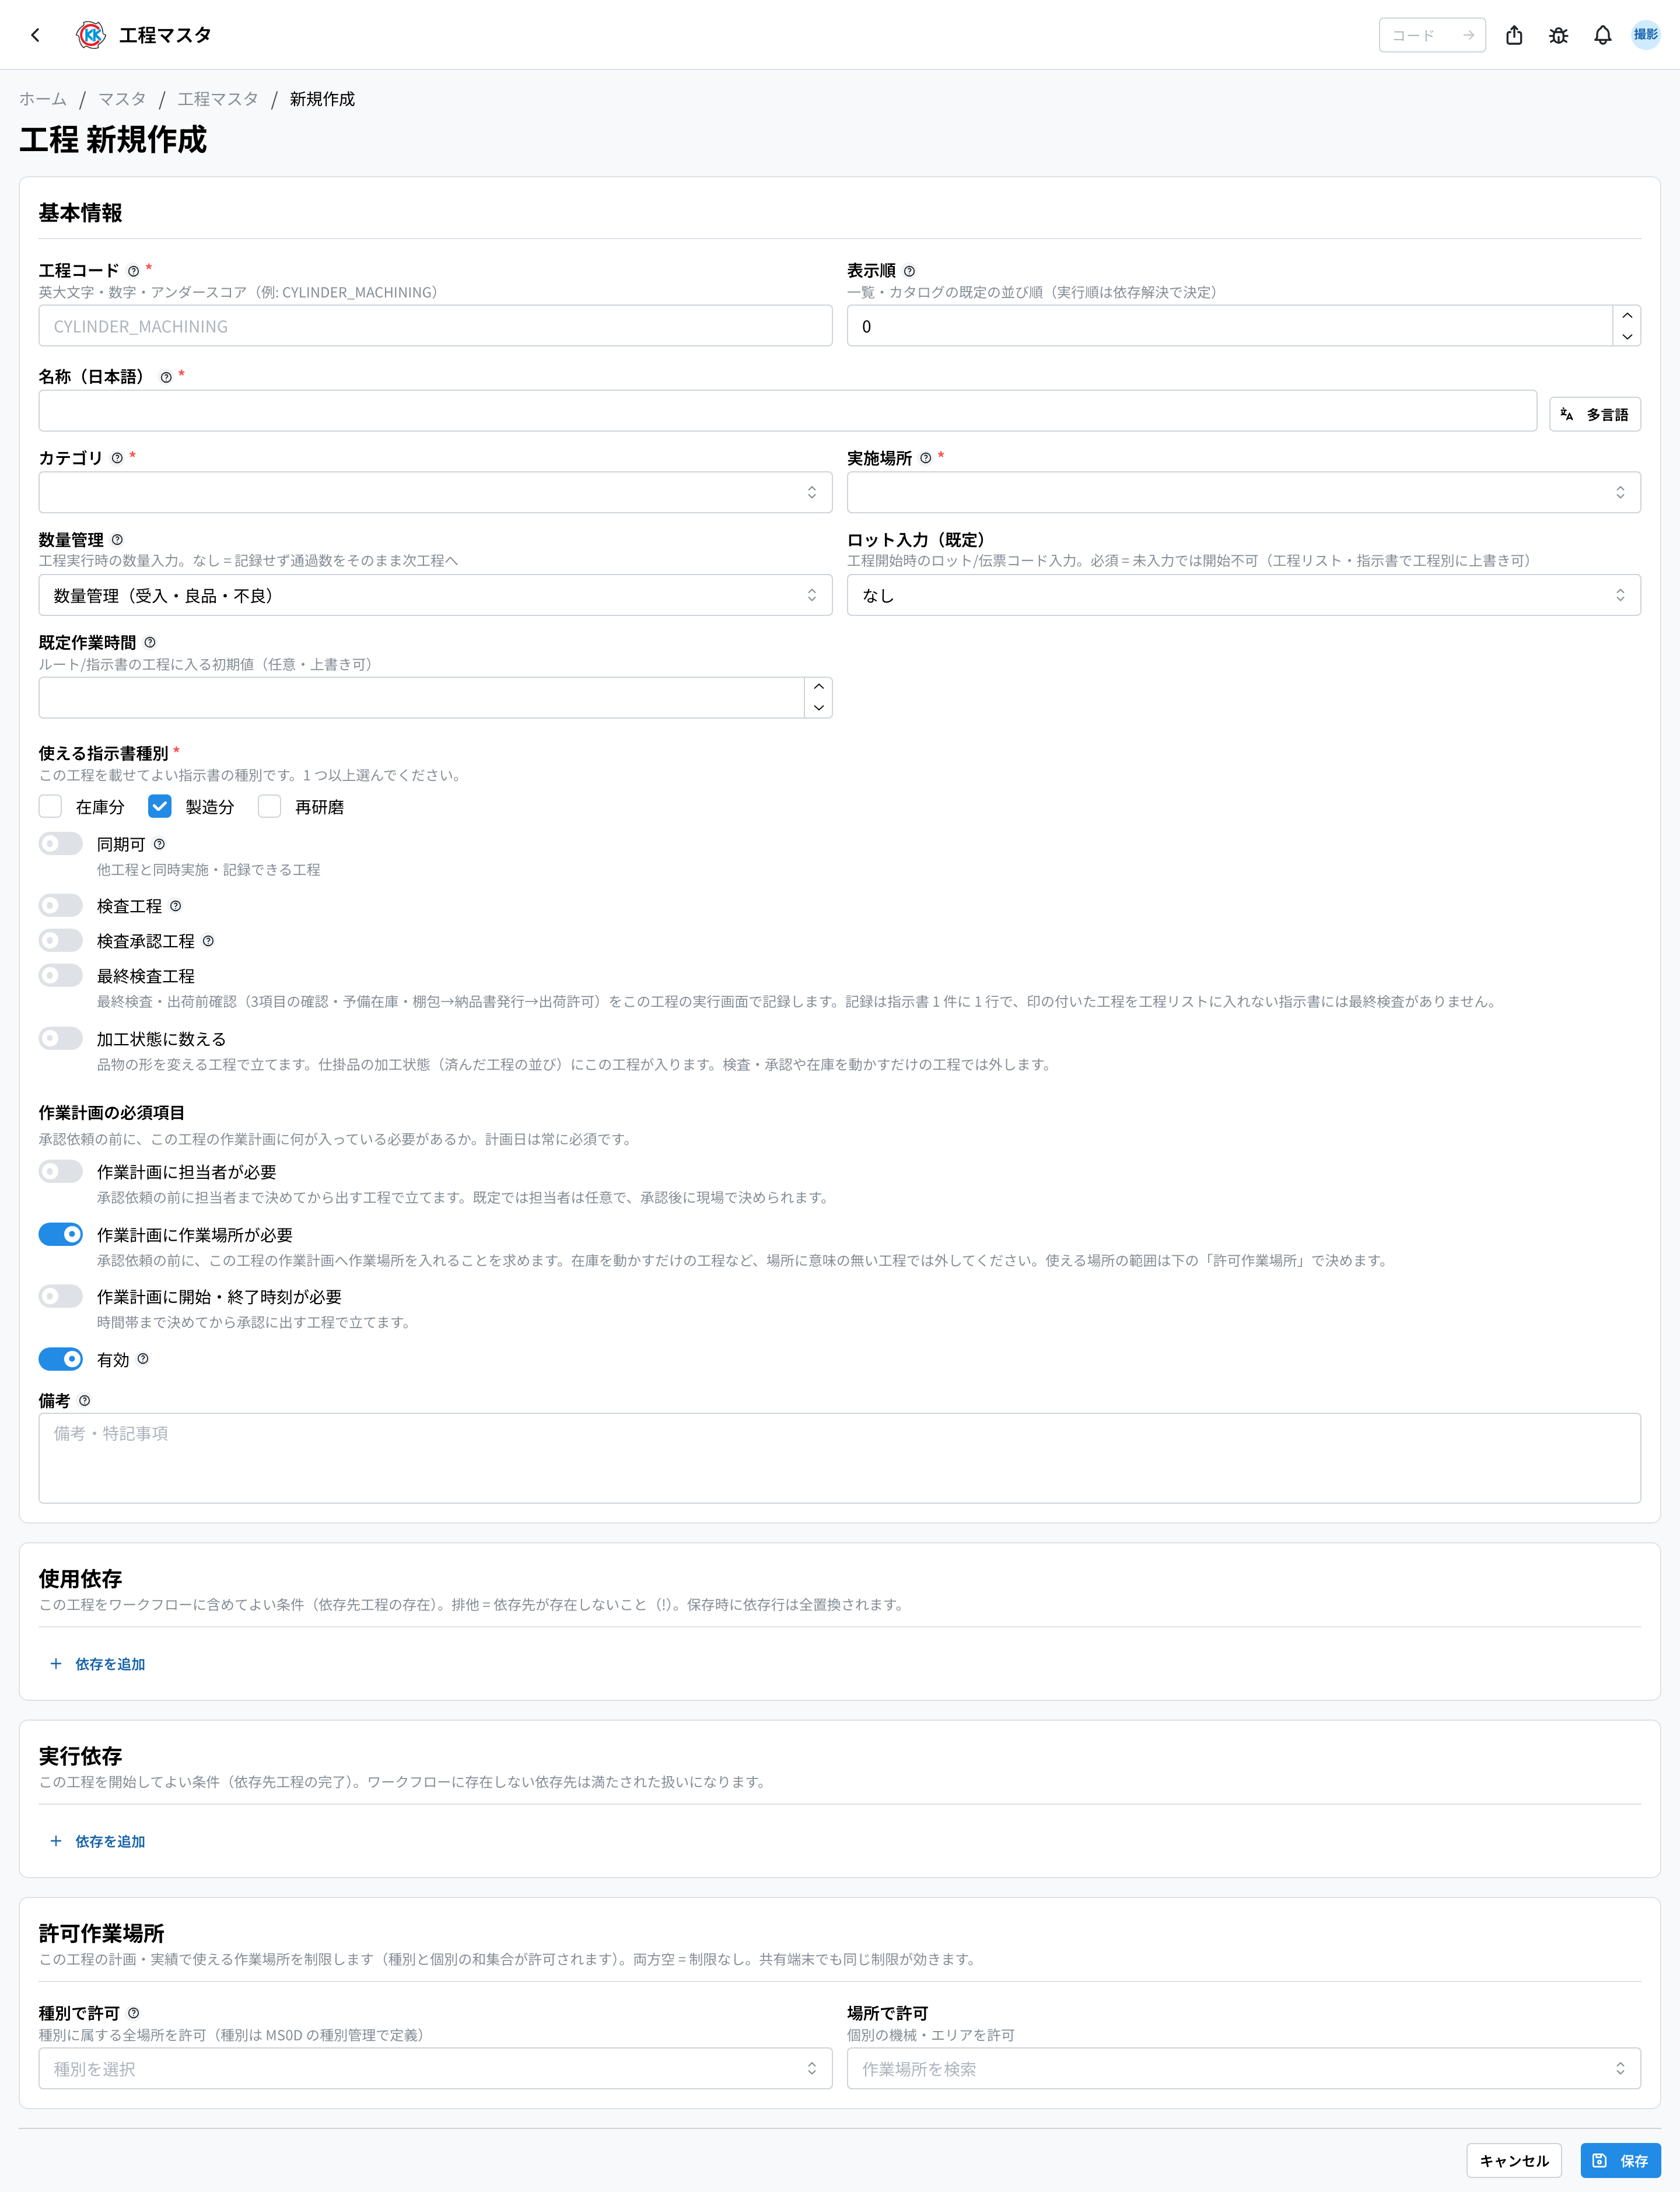 KK 工程マスタ
コード
撮影
ホーム / マスタ / 工程マスタ / 新規作成
工程 新規作成
基本情報
工程コード *
英大文字・数字・アンダースコア（例: CYLINDER_MACHINING）
CYLINDER_MACHINING
表示順
一覧・カタログの既定の並び順（実行順は依存解決で決定）
0
名称（日本語） *
多言語
カテゴリ *
実施場所 *
数量管理
工程実行時の数量入力。なし = 記録せず通過数をそのまま次工程へ
数量管理（受入・良品・不良）
ロット入力（既定）
工程開始時のロット/伝票コード入力。必須 = 未入力では開始不可（工程リスト・指示書で工程別に上書き可）
なし
既定作業時間
ルート/指示書の工程に入る初期値（任意・上書き可）
使える指示書種別 *
この工程を載せてよい指示書の種別です。1 つ以上選んでください。
在庫分 製造分 再研磨
同期可
他工程と同時実施・記録できる工程
検査工程
検査承認工程
最終検査工程
最終検査・出荷前確認（3項目の確認・予備在庫・棚包→納品書発行→出荷許可）をこの工程の実行画面で記録します。記録は指示書 1 件に 1 行で、印の付いた工程を工程リストに入れない指示書には最終検査がありません。
加工状態に数える
品物の形を変える工程で立てます。仕掛品の加工状態（済んだ工程の並び）にこの工程が入ります。検査・承認や在庫を動かすだけの工程では外します。
作業計画の必須項目
承認依頼の前に、この工程の作業計画に何が入っている必要があるか。計画日は常に必須です。
作業計画に担当者が必要
承認依頼の前に担当者まで決めてから出す工程で立てます。既定では担当者は任意で、承認後に現場で決められます。
作業計画に作業場所が必要
承認依頼の前に、この工程の作業計画へ作業場所を入れることを求めます。在庫を動かすだけの工程など、場所に意味の無い工程では外してください。使える場所の範囲は下の「許可作業場所」で決めます。
作業計画に開始・終了時刻が必要
時間帯まで決めてから承認に出す工程で立てます。
有効
備考
備考・特記事項
使用依存
この工程をワークフローに含めてよい条件（依存先工程の存在）。排他 = 依存先が存在しないこと（!）。保存時に依存行は全置換されます。
依存を追加
実行依存
この工程を開始してよい条件（依存先工程の完了）。ワークフローに存在しない依存先は満たされた扱いになります。
依存を追加
許可作業場所
この工程の計画・実績で使える作業場所を制限します（種別と個別の和集合が許可されます）。両方空 = 制限なし。共有端末でも同じ制限が効きます。
種別で許可
種別に属する全場所を許可（種別は MS0D の種別管理で定義）
種別を選択
場所で許可
個別の機械・エリアを許可
作業場所を検索
キャンセル
保存